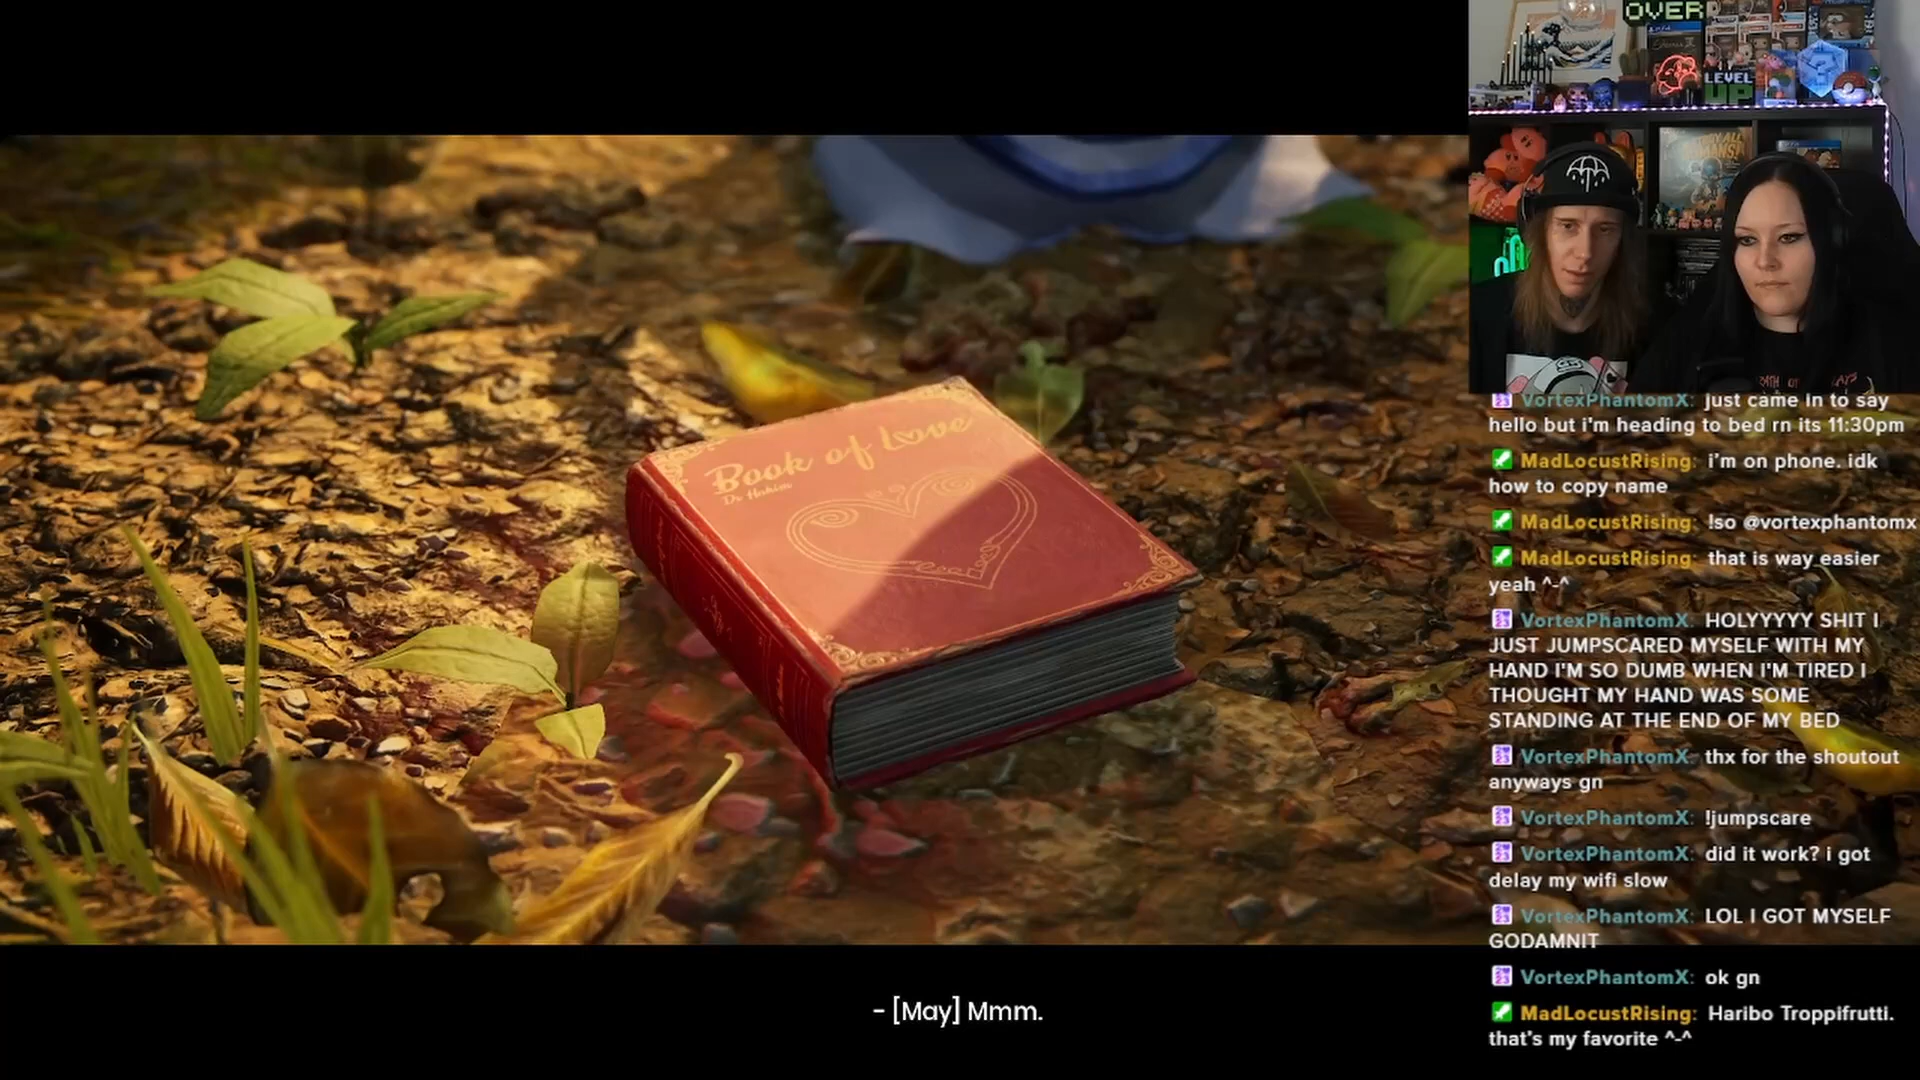 OVER
LEVEL
UP
Book of Love
Dr Hakim
VortexPhantomX: just came in to say
hello but i'm heading to bed rn its 11:30pm
MadLocustRising: i'm on phone. idk
how to copy name
MadLocustRising: !so @vortexphantomx
MadLocustRising: that is way easier
yeah ^-^
VortexPhantomX: HOLYYYYY SHIT I
JUST JUMPSCARED MYSELF WITH MY
HAND I'M SO DUMB WHEN I'M TIRED I
THOUGHT MY HAND WAS SOME
STANDING AT THE END OF MY BED
VortexPhantomX: thx for the shoutout
anyways gn
VortexPhantomX: !jumpscare
VortexPhantomX: did it work? i got
delay my wifi slow
VortexPhantomX: LOL I GOT MYSELF
GODAMNIT
VortexPhantomX: ok gn
MadLocustRising: Haribo Troppifrutti.
that's my favorite ^-^
- [May] Mmm.